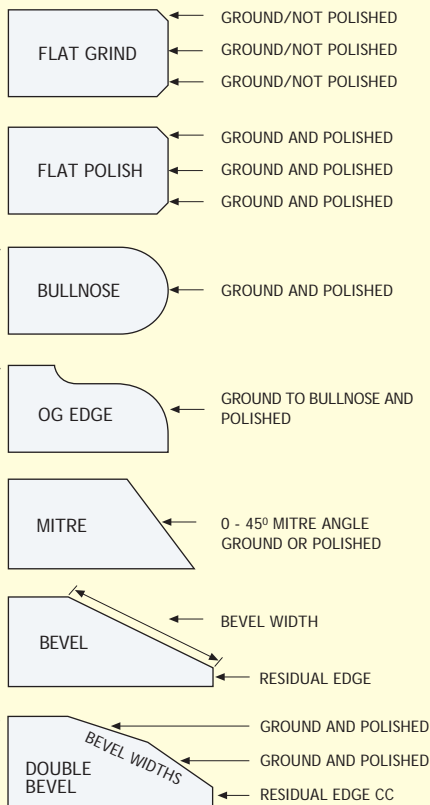 FLAT GRIND
GROUND/NOT POLISHED
GROUND/NOT POLISHED
GROUND/NOT POLISHED
FLAT POLISH
GROUND AND POLISHED
GROUND AND POLISHED
GROUND AND POLISHED
BULLNOSE
GROUND AND POLISHED
OG EDGE
GROUND TO BULLNOSE AND
POLISHED
MITRE
0 - 45º MITRE ANGLE
GROUND OR POLISHED
BEVEL
BEVEL WIDTH
RESIDUAL EDGE
DOUBLE
BEVEL
BEVEL WIDTHS
GROUND AND POLISHED
GROUND AND POLISHED
RESIDUAL EDGE CC